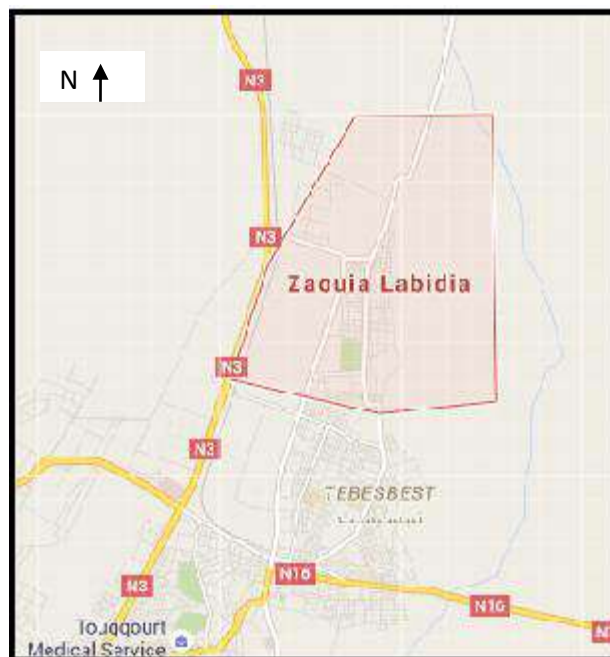 N
N3
N3
Zaouia Labidia
N3
N3
TEBESBEST
N16
N3
N16
Touggourt
Medical Service